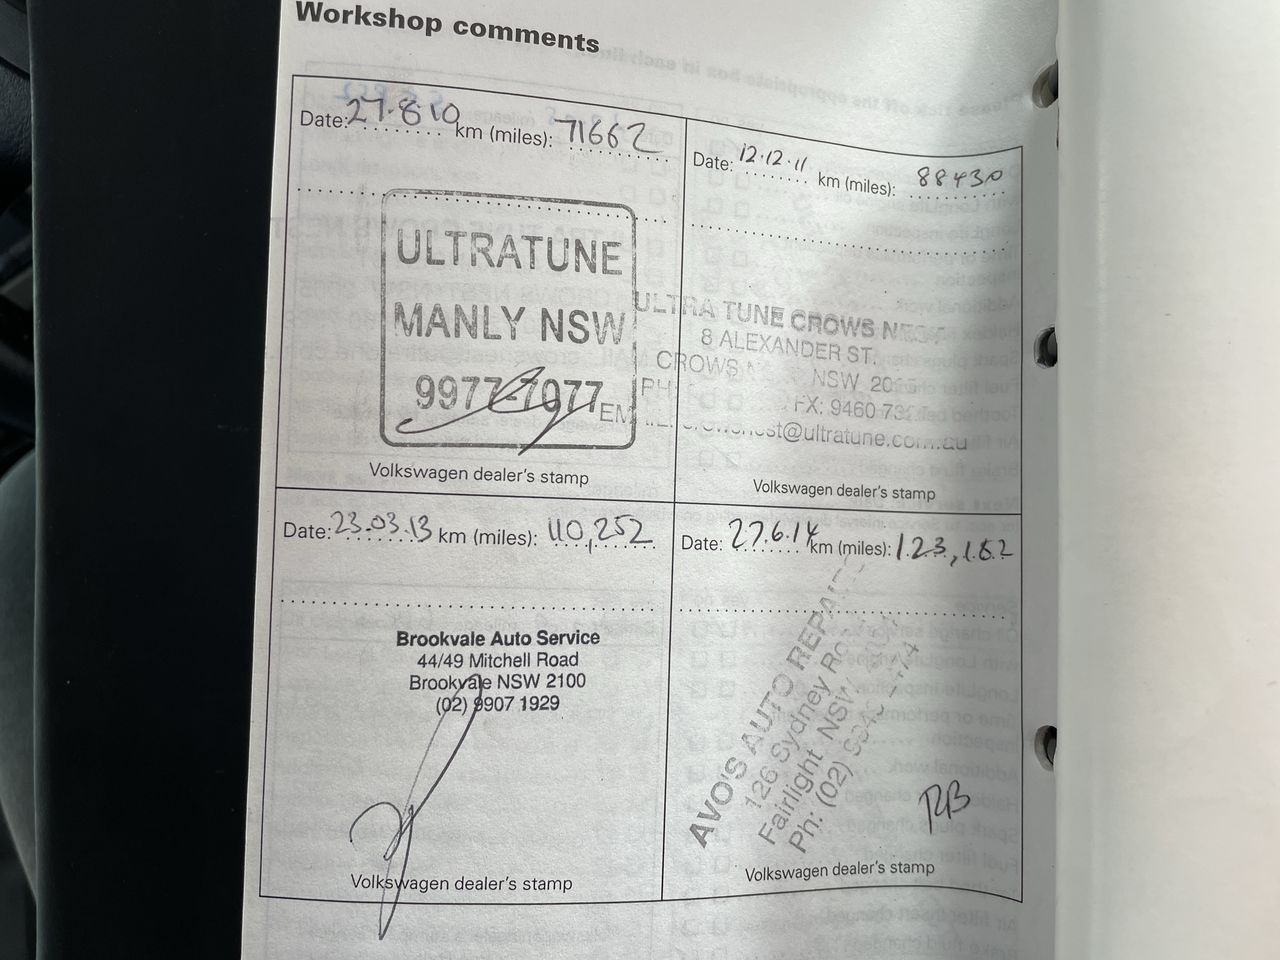 Workshop comments
Date: 27.8.10 km (miles): 71662
ULTRATUNE
MANLY NSW
9977-7977
Volkswagen dealer's stamp
Date: 12.12.11 km (miles): 88430
ULTRA TUNE CROWS
8 ALEXANDER ST.
CROWS NSW
PH FX: 9460
@ultratune.com.au
Volkswagen dealer's stamp
Date: 23.03.13 km (miles): 110,252
Brookvale Auto Service
44/49 Mitchell Road
Brookvale NSW 2100
(02) 9907 1929
Volkswagen dealer's stamp
Date: 27.6.14 km (miles): 123,162
AVO'S AUTO REPAIRS
126 Sydney Road
Fairlight NSW
Ph: (02)
RB
Volkswagen dealer's stamp